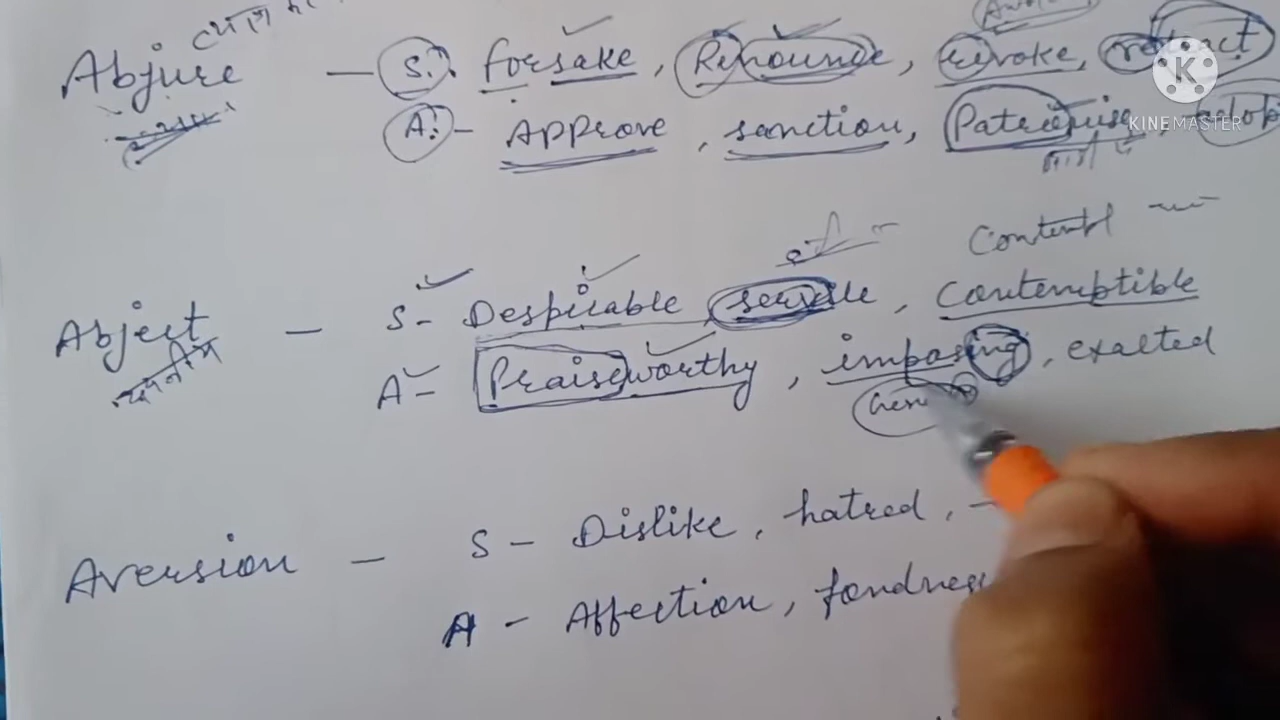 Abjure - S: forsake, Renounce, revoke, retract
KINEMASTER
A:- Approve, sanction, Patronise,
Contempt
Abject - S- Despicable, servile, Contemptible
A- Praiseworthy, imposing, exalted
Aversion - S- Dislike, hatred, -
A- Affection, fondness